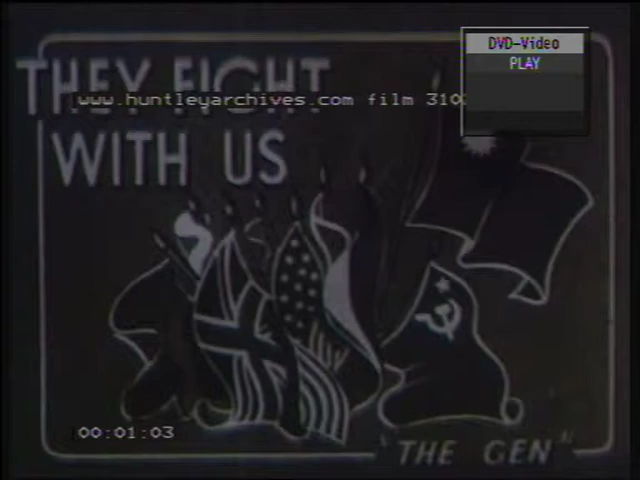 DVD-Video
PLAY
THEY FIGHT
www.huntleyarchives.com film 310
WITH US
00:01:03
"THE GEN"